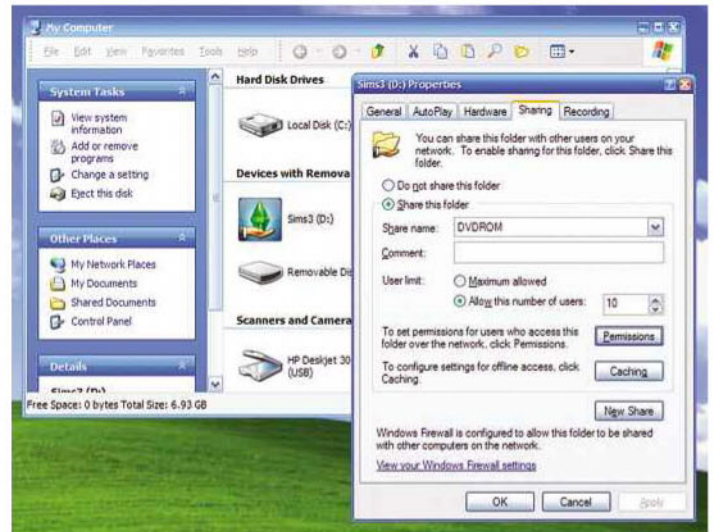 My Computer
File Edit View Favorites Tools Help
System Tasks
View system
information
Add or remove
programs
Change a setting
Eject this disk
Other Places
My Network Places
My Documents
Shared Documents
Control Panel
Details
Sims3 (D:)
Hard Disk Drives
Local Disk (C:)
Devices with Remova
Sims3 (D:)
Removable Dis
Scanners and Camera
HP Deskjet 30
(USB)
Free Space: 0 bytes Total Size: 6.93 GB
Sims3 (D:) Properties
General AutoPlay Hardware Sharing Recording
You can share this folder with other users on your
network. To enable sharing for this folder, click Share this
folder.
Do not share this folder
Share this folder
Share name: DVDROM
Comment:
User limit: Maximum allowed
Allow this number of users: 10
To set permissions for users who access this
folder over the network, click Permissions.
Permissions
To configure settings for offline access, click
Caching.
Caching
New Share
Windows Firewall is configured to allow this folder to be shared
with other computers on the network.
View your Windows Firewall settings
OK Cancel Apply